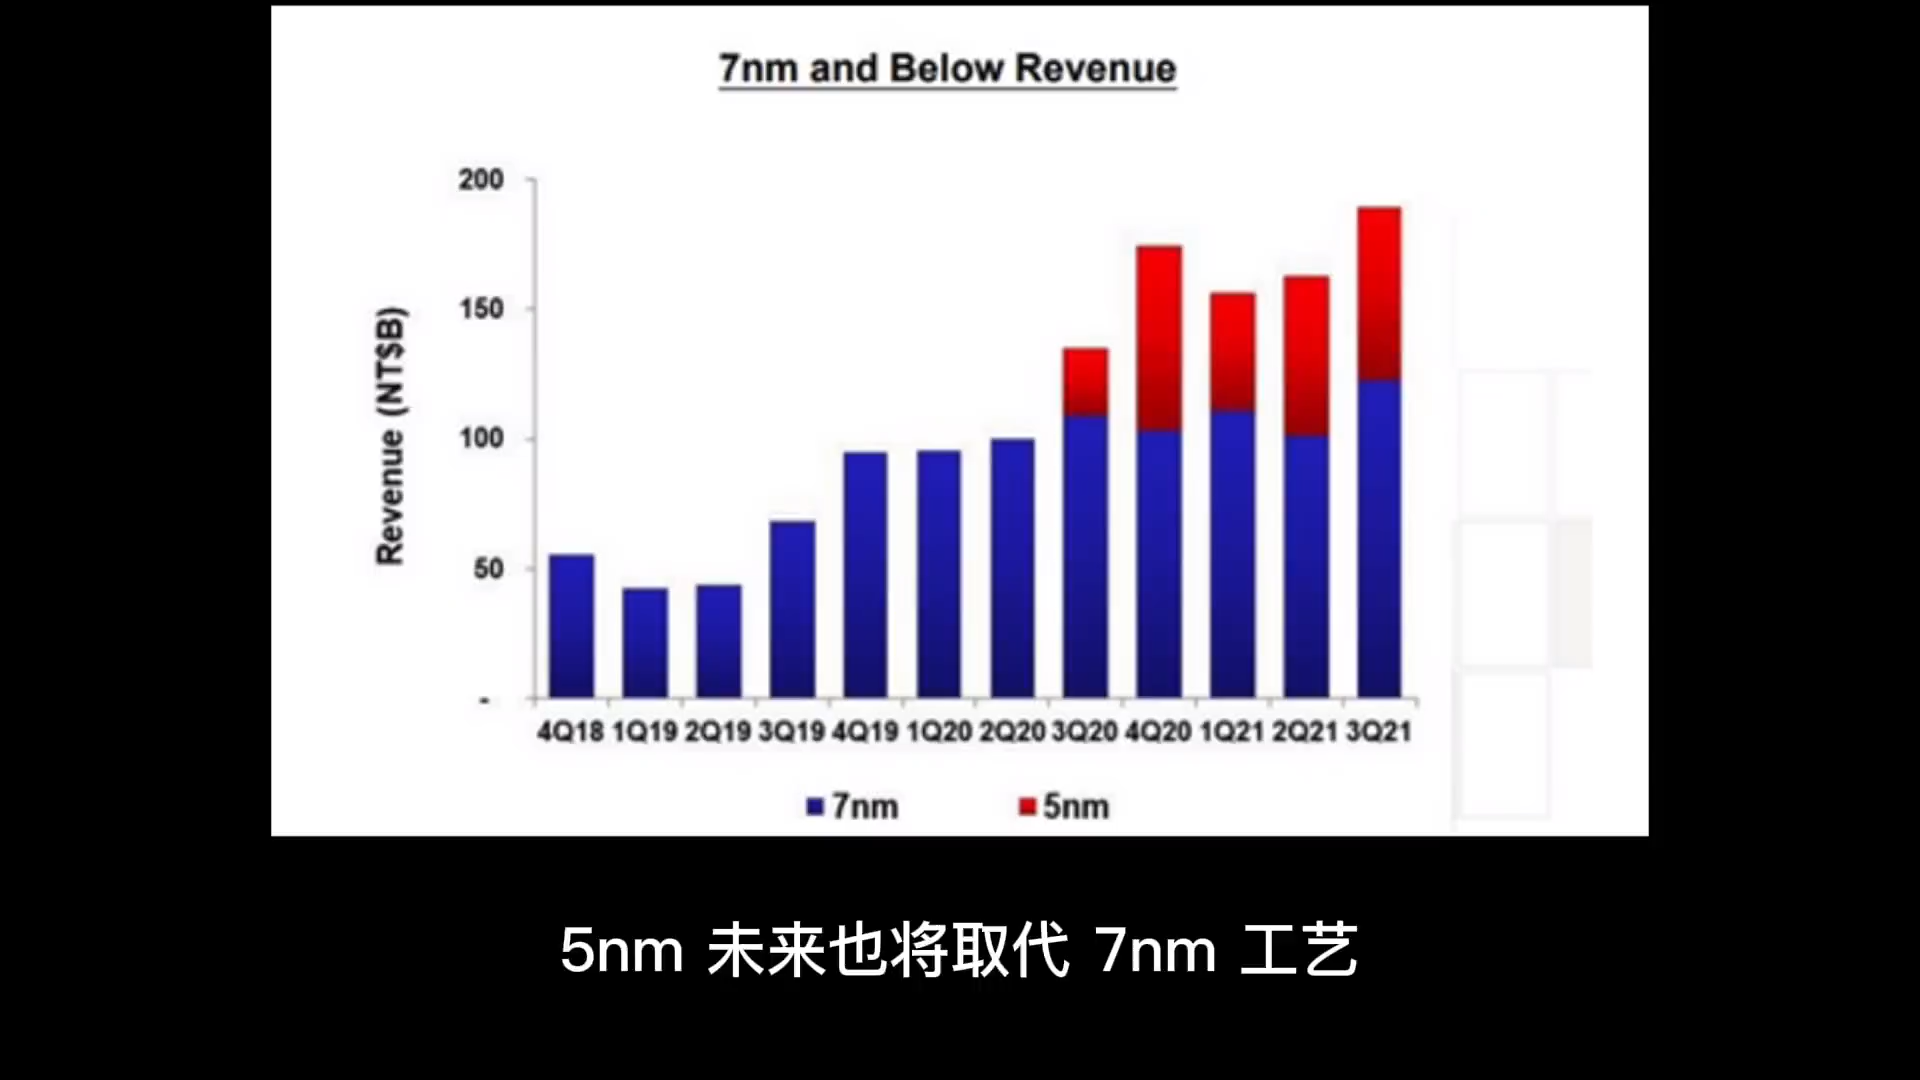 7nm and Below Revenue
200
150
100
50
-
Revenue (NT$B)
4Q18 1Q19 2Q19 3Q19 4Q19 1Q20 2Q20 3Q20 4Q20 1Q21 2Q21 3Q21
7nm 5nm
5nm 未来也将取代 7nm 工艺